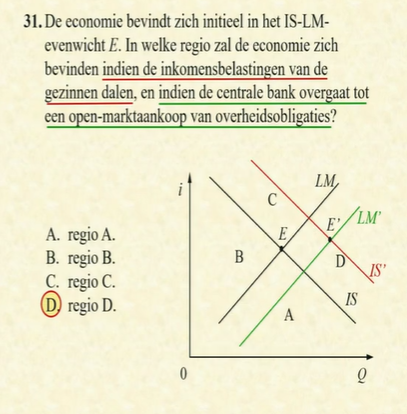 31. De economie bevindt zich initieel in het IS-LM-
evenwicht E. In welke regio zal de economie zich
bevinden indien de inkomensbelastingen van de
gezinnen dalen, en indien de centrale bank overgaat tot
een open-marktaankoop van overheidsobligaties?
A. regio A.
B. regio B.
C. regio C.
D. regio D.
i
LM
C
E
E'
LM'
B
D
IS'
IS
A
0
Q